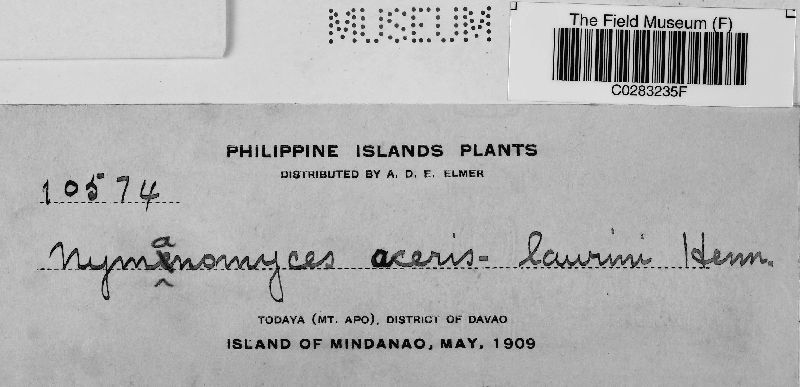 MUSEUM
The Field Museum (F)
C0283235F
PHILIPPINE ISLANDS PLANTS
DISTRIBUTED BY A. D. E. ELMER
10574
Nymanomyces aceris-laurini Henn.
TODAYA (MT. APO), DISTRICT OF DAVAO
ISLAND OF MINDANAO, MAY, 1909